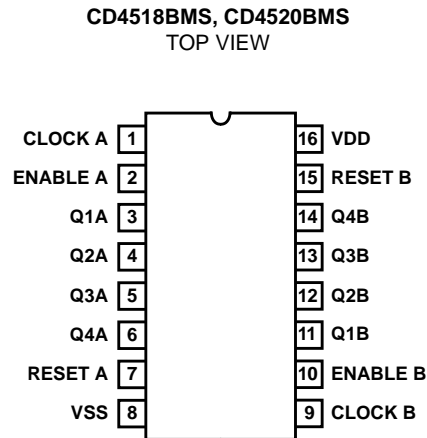 CD4518BMS, CD4520BMS
TOP VIEW
CLOCK A 1 16 VDD
ENABLE A 2 15 RESET B
Q1A 3 14 Q4B
Q2A 4 13 Q3B
Q3A 5 12 Q2B
Q4A 6 11 Q1B
RESET A 7 10 ENABLE B
VSS 8 9 CLOCK B